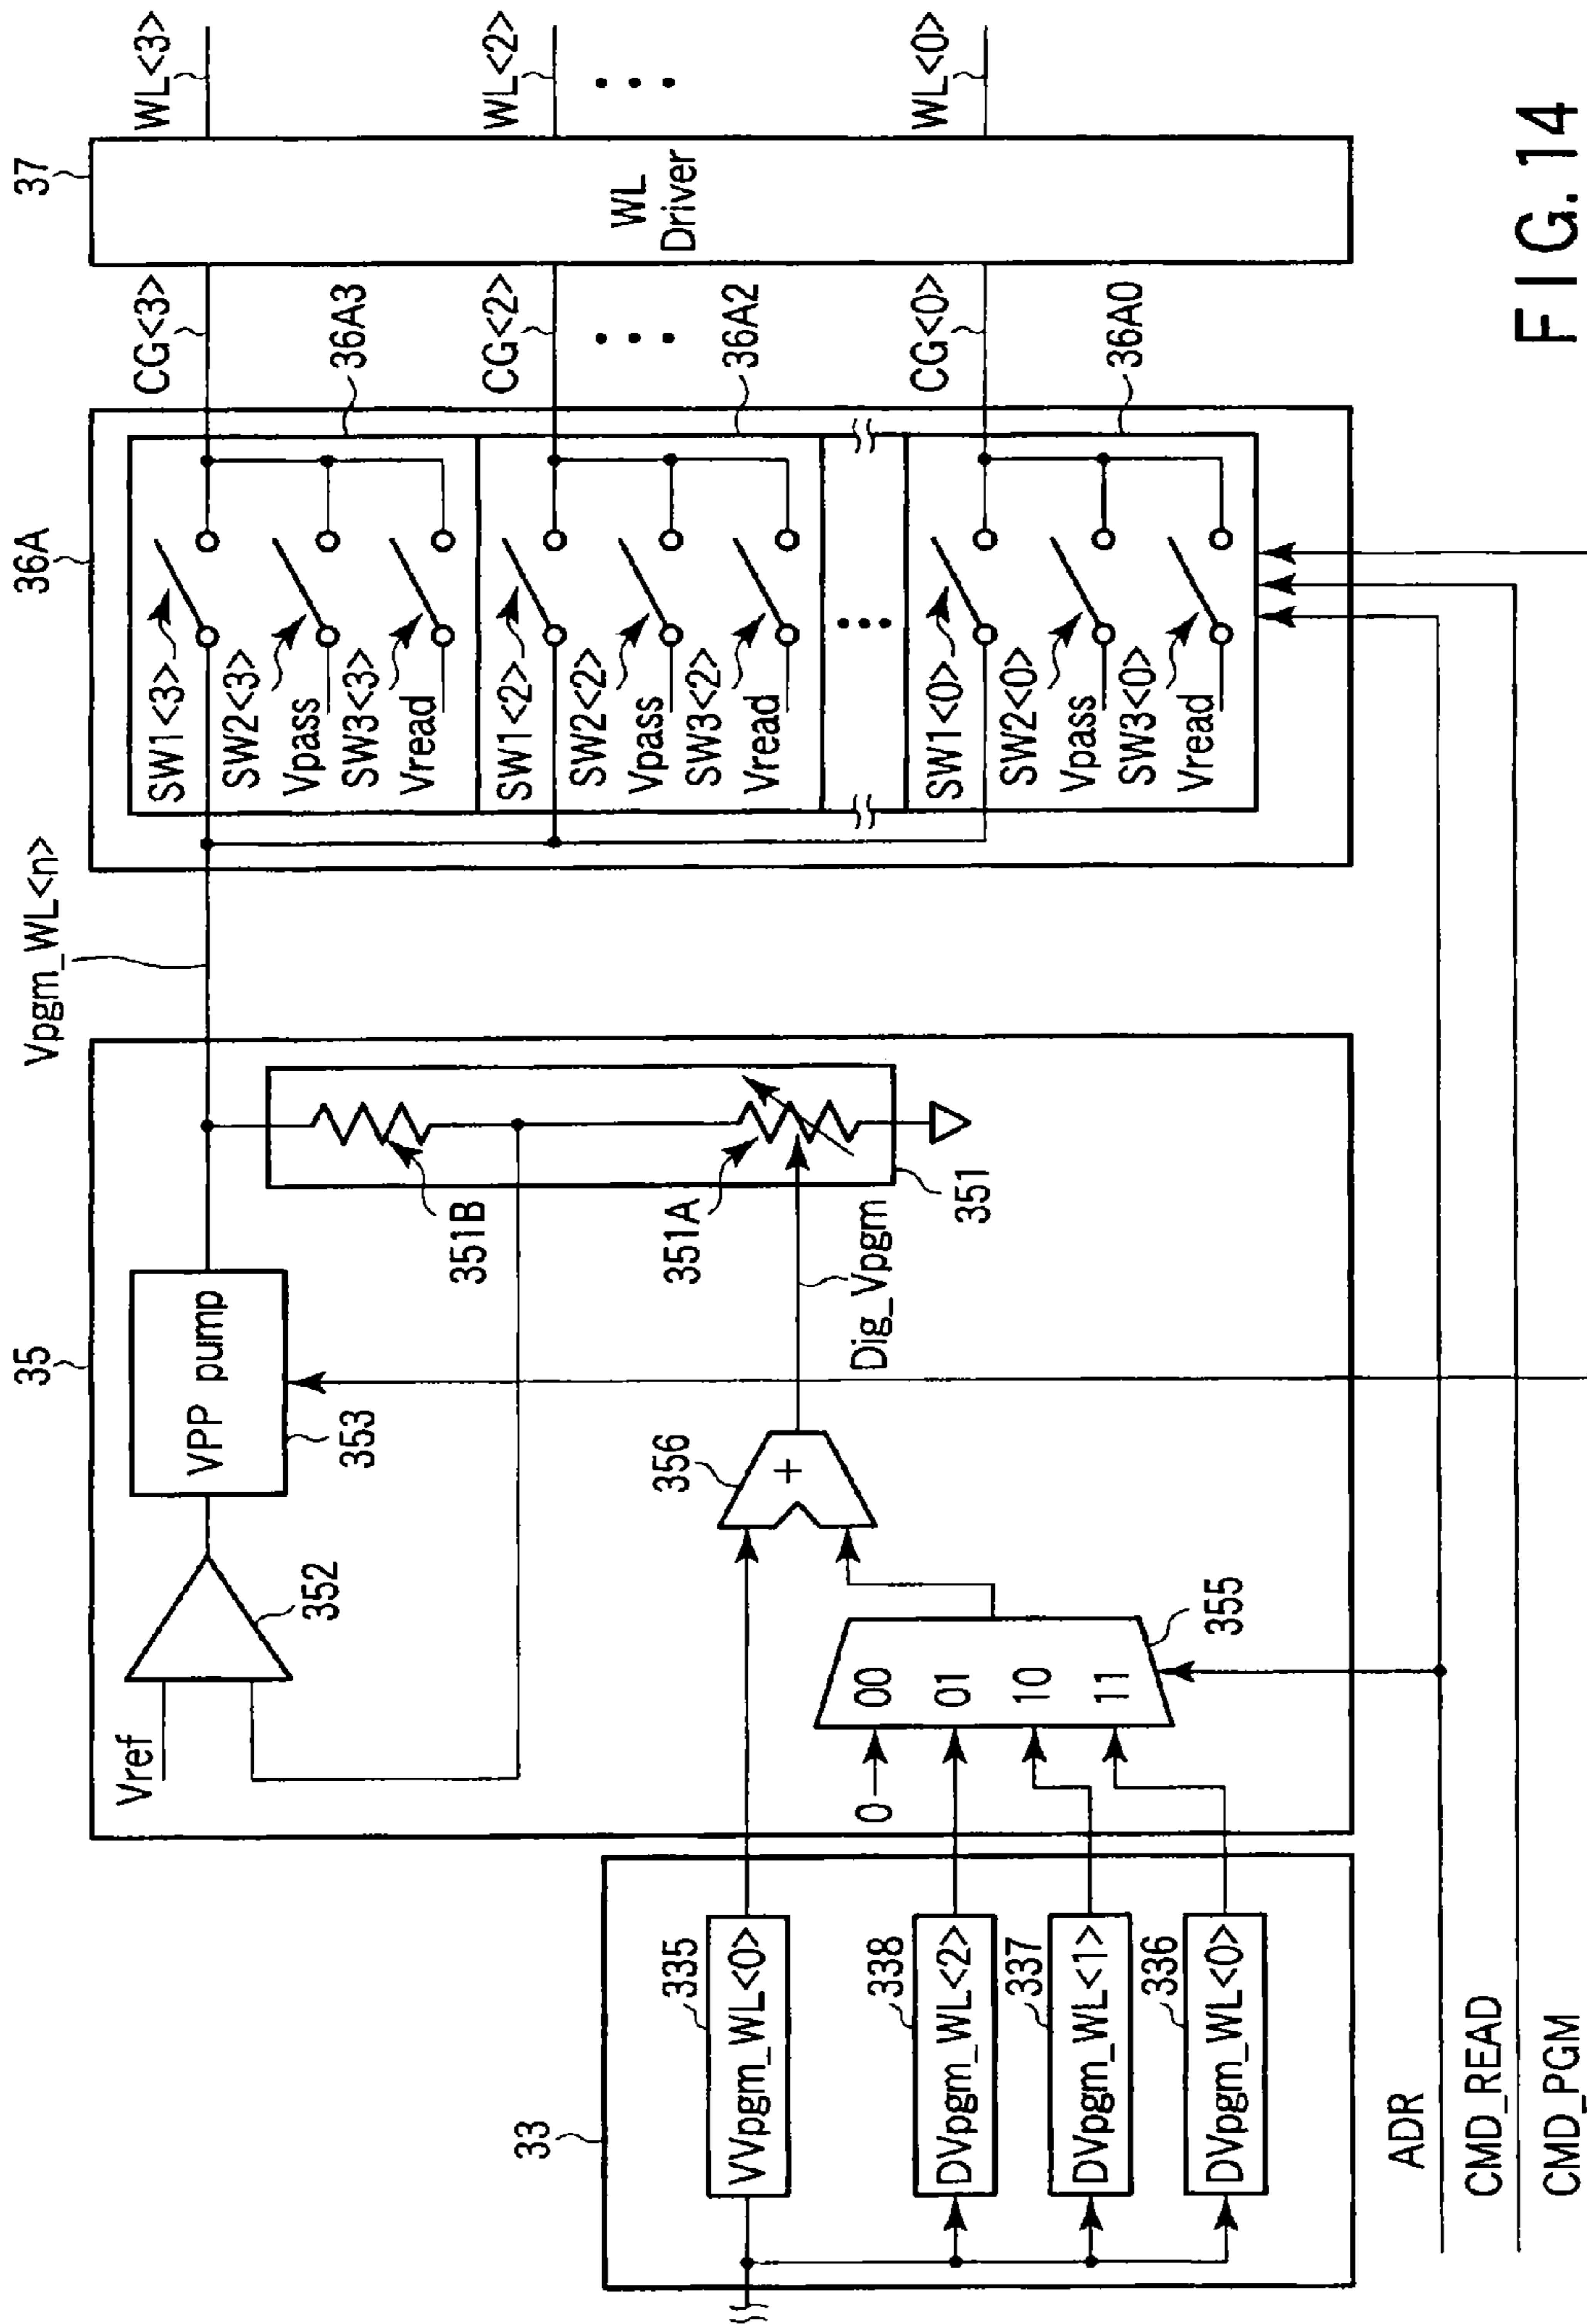 33
VVpgm_WL<0>
335
DVpgm_WL<2>
338
DVpgm_WL<1>
337
DVpgm_WL<0>
336
35
Vref
352
VPP pump
353
351B
351A
351
Dig_Vpgm
356
+
0
00
01
10
11
355
Vpgm_WL<n>
36A
SW1<3>
SW2<3>
Vpass
SW3<3>
Vread
SW1<2>
SW2<2>
Vpass
SW3<2>
Vread
SW1<0>
SW2<0>
Vpass
SW3<0>
Vread
CG<3>
36A3
CG<2>
36A2
CG<0>
36A0
37
WL
Driver
WL<3>
WL<2>
WL<0>
ADR
CMD_READ
CMD_PGM
FIG. 14